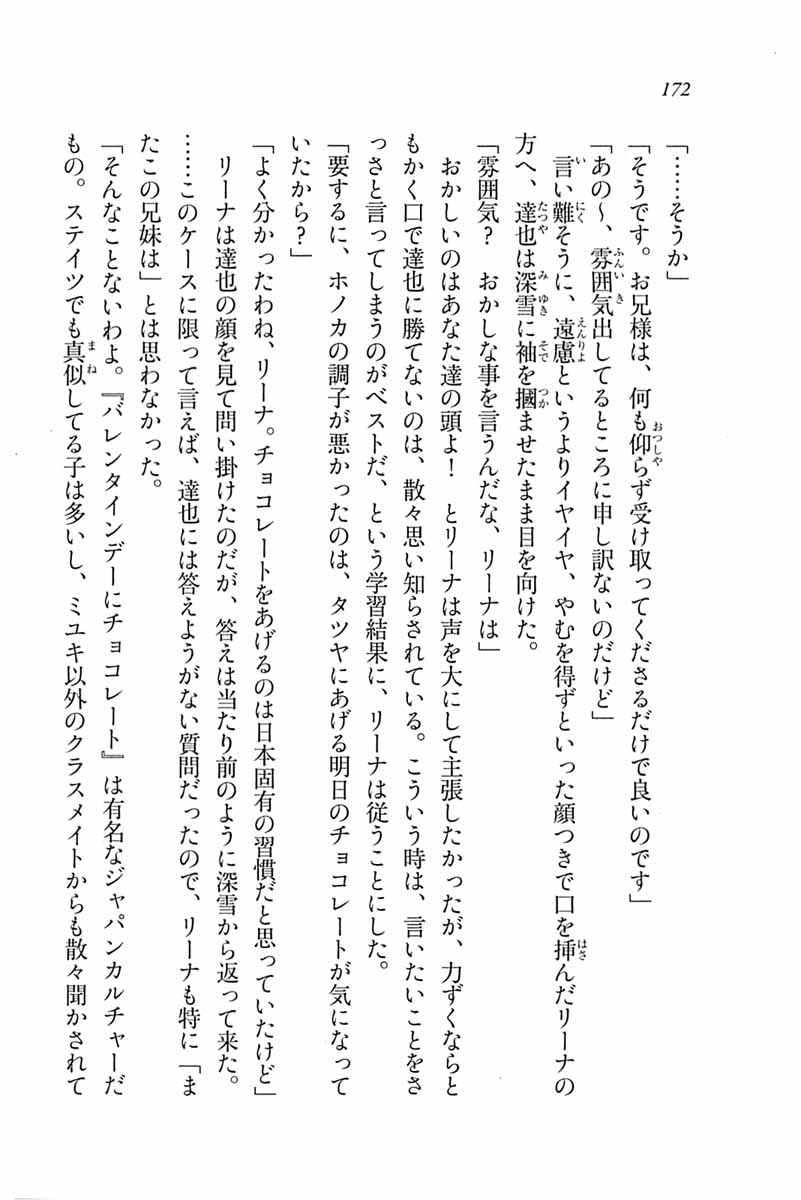 172
「……そうか」
「そうです。お兄様は、何も仰らず受け取ってくださるだけで良いのです」
「あの～、雰囲気出してるところに申し訳ないのだけど」
言い難そうに、遠慮というよりイヤイヤ、やむを得ずといった顔つきで口を挿んだリーナの
方へ、達也は深雪に袖を摑ませたまま目を向けた。
「雰囲気？　おかしな事を言うんだな、リーナは」
おかしいのはあなた達の頭よ！　とリーナは声を大にして主張したかったが、力ずくならと
もかく口で達也に勝てないのは、散々思い知らされている。こういう時は、言いたいことをさ
っさと言ってしまうのがベストだ、という学習結果に、リーナは従うことにした。
「要するに、ホノカの調子が悪かったのは、タツヤにあげる明日のチョコレートが気になって
いたから？」
「よく分かったわね、リーナ。チョコレートをあげるのは日本固有の習慣だと思っていたけど」
リーナは達也の顔を見て問い掛けたのだが、答えは当たり前のように深雪から返って来た。
……このケースに限って言えば、達也には答えようがない質問だったので、リーナも特に「ま
たこの兄妹は」とは思わなかった。
「そんなことないわよ。『バレンタインデーにチョコレート』は有名なジャパンカルチャーだ
もの。ステイツでも真似してる子は多いし、ミユキ以外のクラスメイトからも散々聞かされて